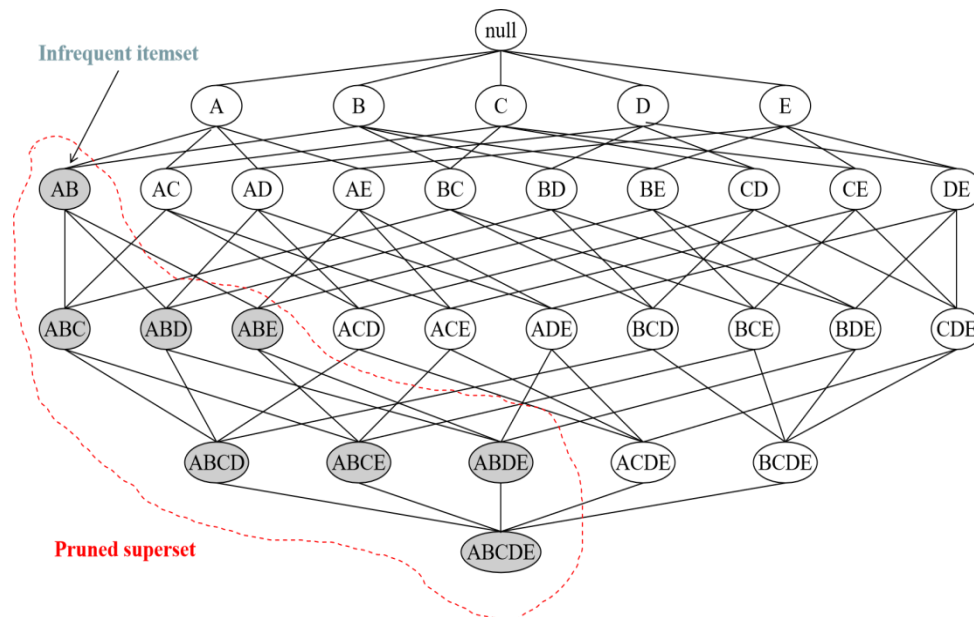 null
Infrequent itemset
A B C D E
AB AC AD AE BC BD BE CD CE DE
ABC ABD ABE ACD ACE ADE BCD BCE BDE CDE
ABCD ABCE ABDE ACDE BCDE
Pruned superset
ABCDE